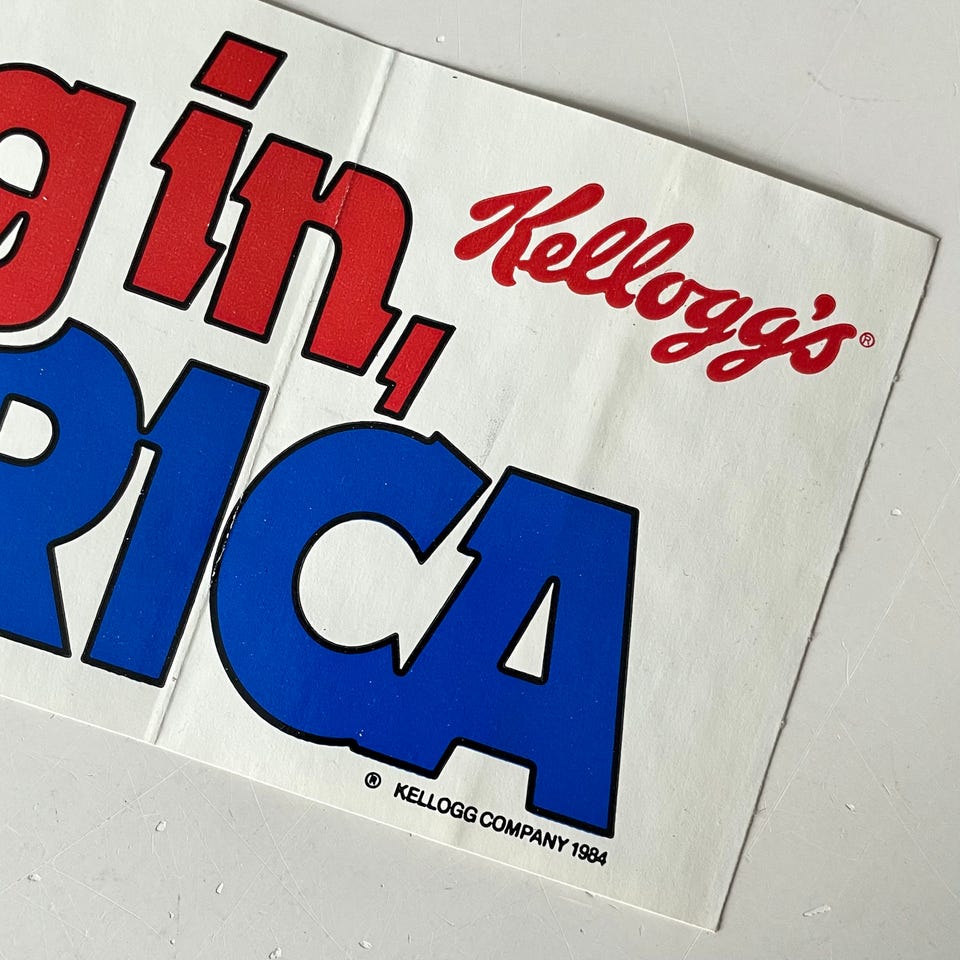 g in,
Kellogg's®
RICA
® KELLOGG COMPANY 1984